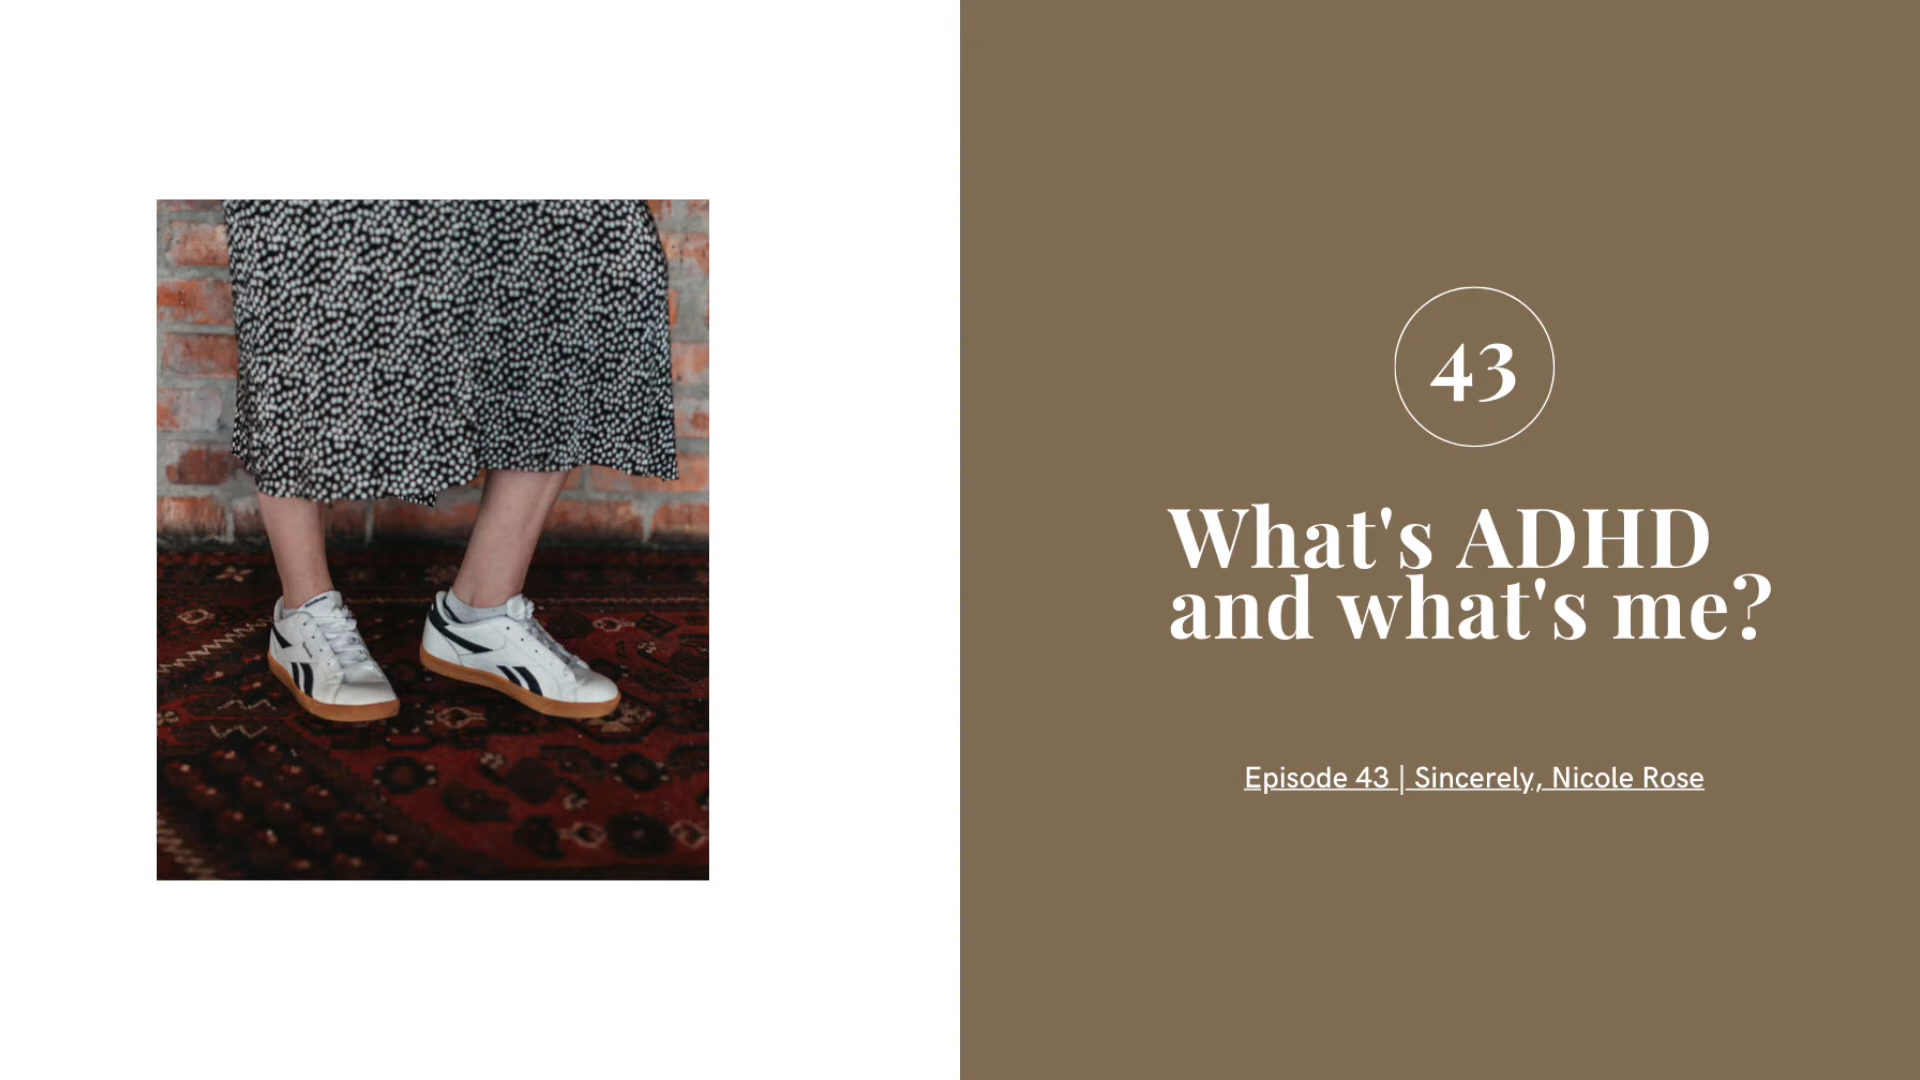 43
What's ADHD
and what's me?
Episode 43 | Sincerely, Nicole Rose